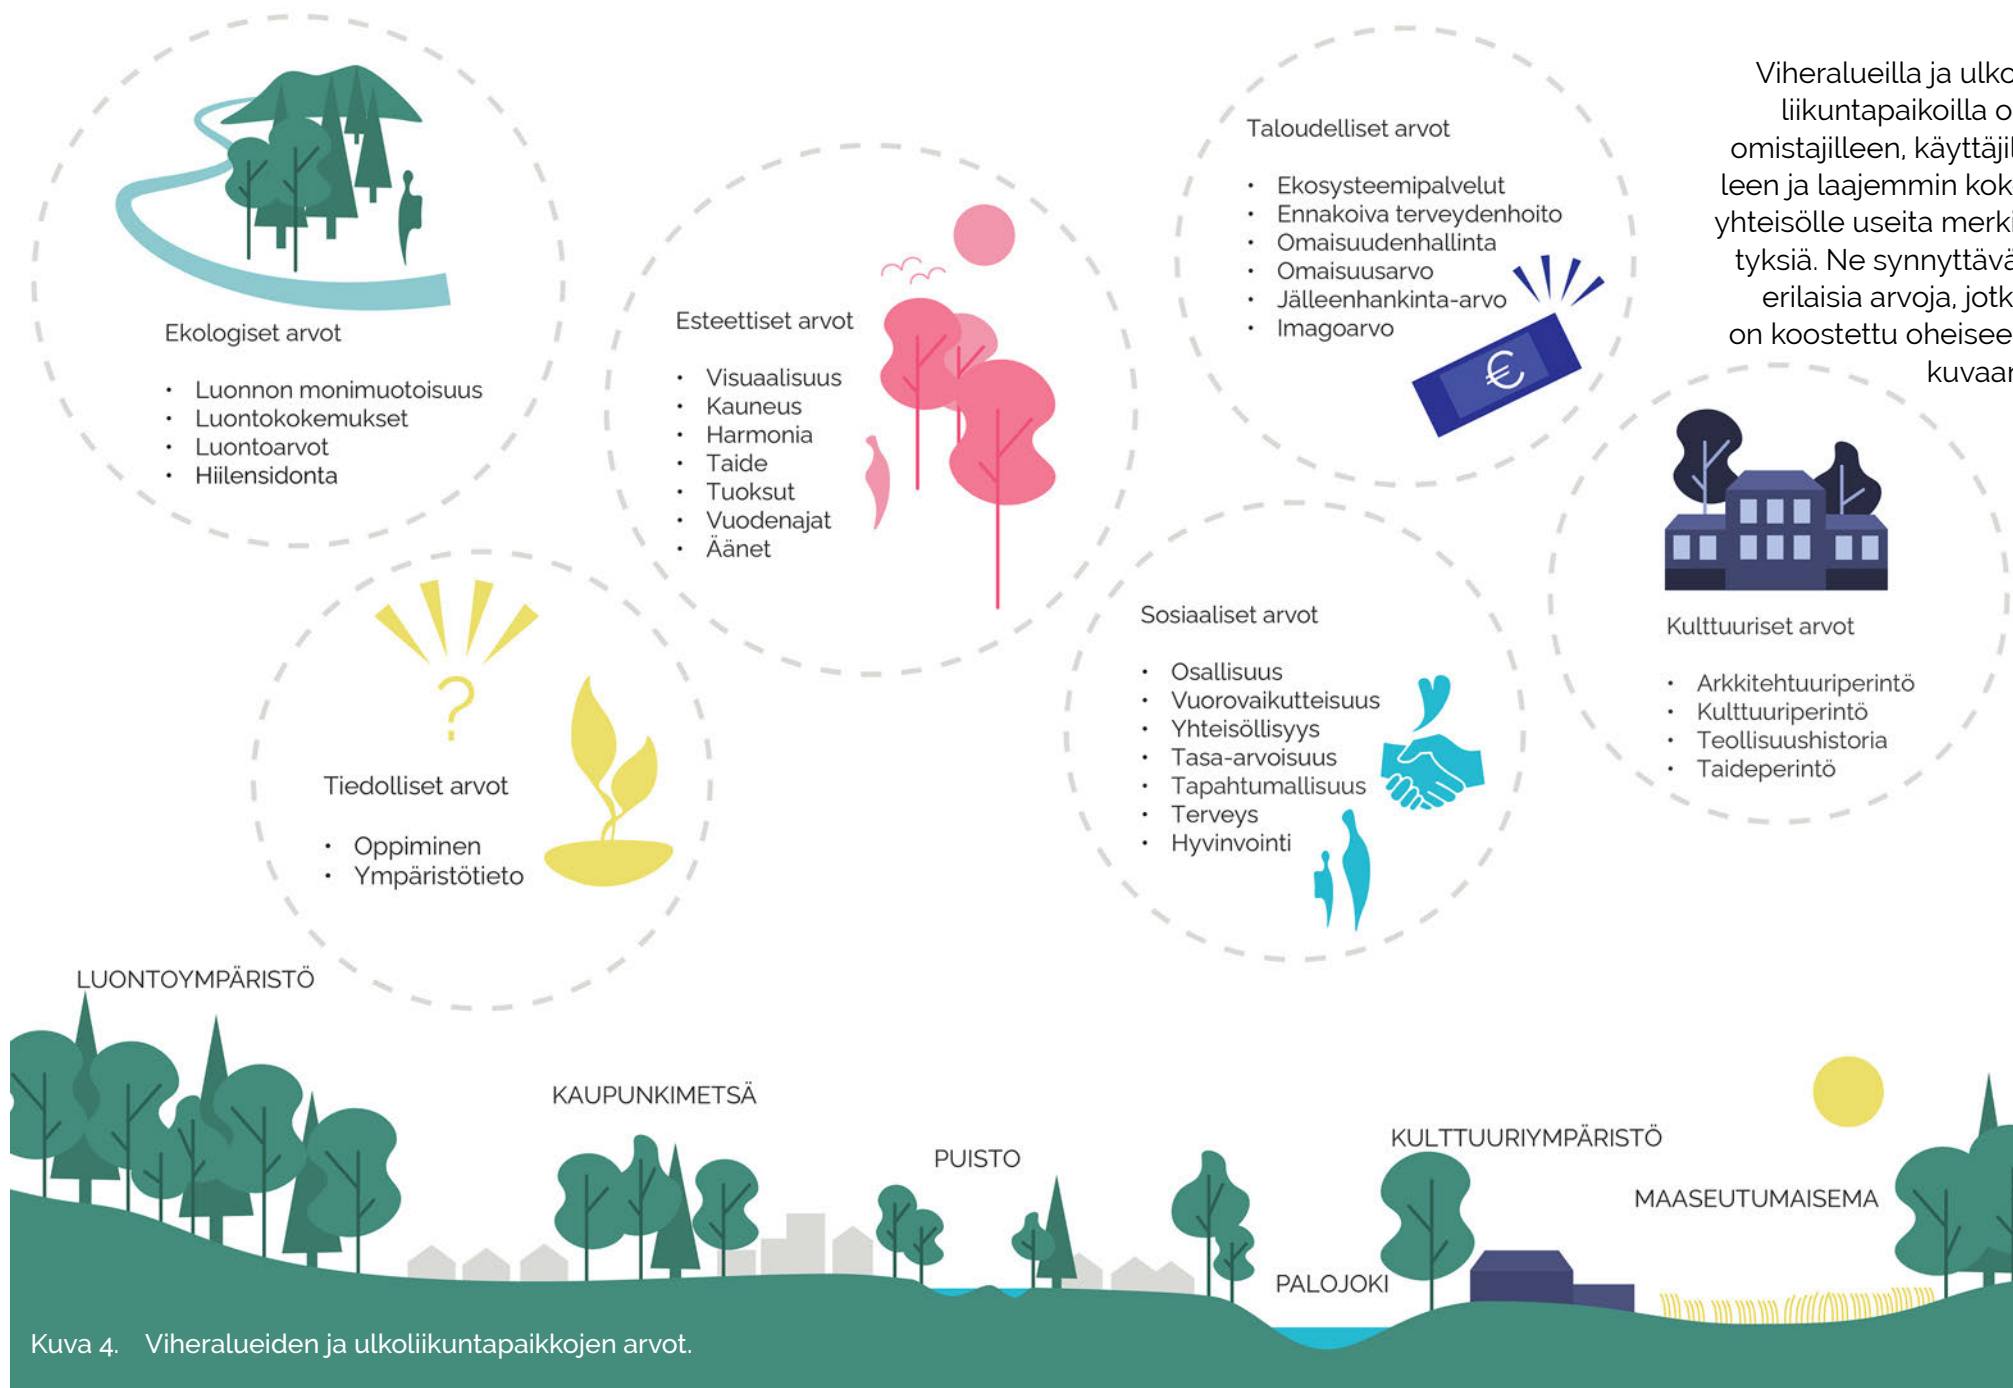 Viheralueilla ja ulko
liikuntapaikoilla o
omistajilleen, käyttäjil
leen ja laajemmin kok
yhteisölle useita merki
tyksiä. Ne synnyttävä
erilaisia arvoja, jotk
on koostettu oheisee
kuvaan
Ekologiset arvot
• Luonnon monimuotoisuus
• Luontokokemukset
• Luontoarvot
• Hiilensidonta
Esteettiset arvot
• Visuaalisuus
• Kauneus
• Harmonia
• Taide
• Tuoksut
• Vuodenajat
• Äänet
Taloudelliset arvot
• Ekosysteemipalvelut
• Ennakoiva terveydenhoito
• Omaisuudenhallinta
• Omaisuusarvo
• Jälleenhankinta-arvo
• Imagoarvo
€
?
Tiedolliset arvot
• Oppiminen
• Ympäristötieto
Sosiaaliset arvot
• Osallisuus
• Vuorovaikutteisuus
• Yhteisöllisyys
• Tasa-arvoisuus
• Tapahtumallisuus
• Terveys
• Hyvinvointi
Kulttuuriset arvot
• Arkkitehtuuriperintö
• Kulttuuriperintö
• Teollisuushistoria
• Taideperintö
LUONTOYMPÄRISTÖ
KAUPUNKIMETSÄ
PUISTO
PALOJOKI
KULTTUURIYMPÄRISTÖ
MAASEUTUMAISEMA
Kuva 4. Viheralueiden ja ulkoliikuntapaikkojen arvot.